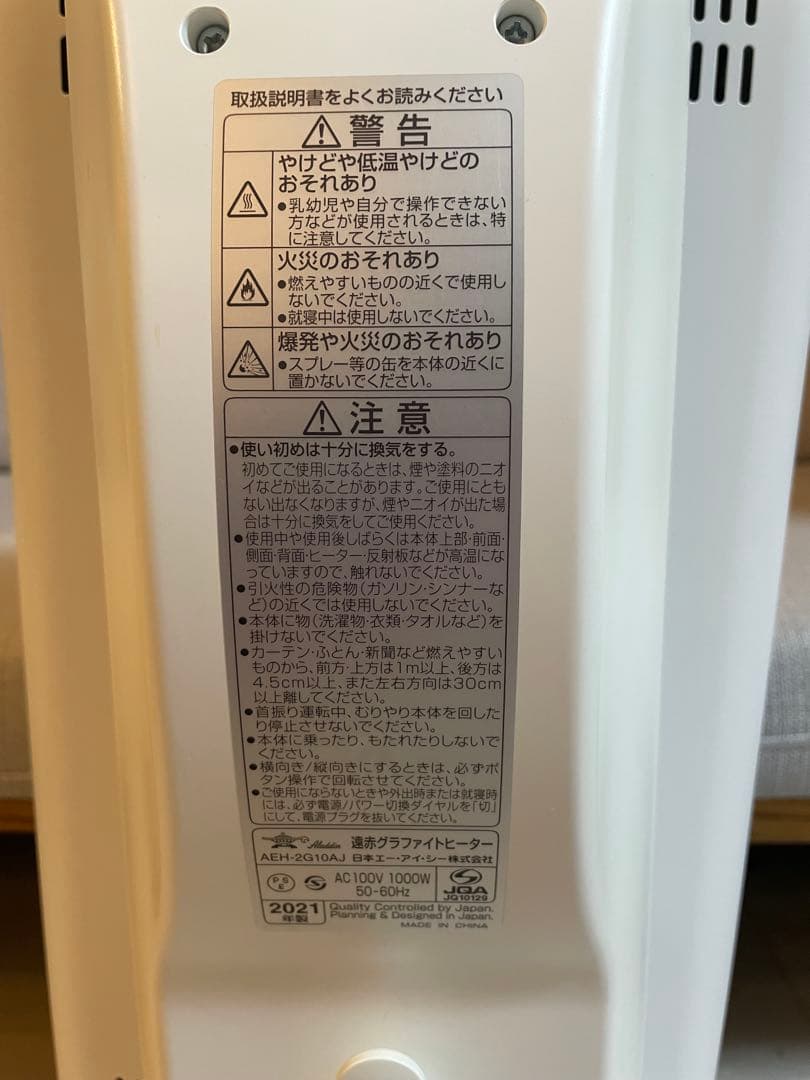 取扱説明書をよくお読みください
警告
やけどや低温やけどの
おそれあり
●乳幼児や自分で操作できない
方などが使用されるときは、特
に注意してください。
火災のおそれあり
●燃えやすいものの近くで使用し
ないでください。
●就寝中は使用しないでください。
爆発や火災のおそれあり
●スプレー等の缶を本体の近くに
置かないでください。
注意
●使い初めは十分に換気をする。
初めてご使用になるときは、煙や塗料のニオ
イなどが出ることがあります。ご使用にとも
ない出なくなりますが、煙やニオイが出た場
合は十分に換気をしてご使用ください。
●使用中や使用後しばらくは本体上部・前面・
側面・背面・ヒーター・反射板などが高温にな
っていますので、触れないでください。
●引火性の危険物(ガソリン・シンナーな
ど)の近くでは使用しないでください。
●本体に物(洗濯物・衣類・タオルなど)を
掛けないでください。
●カーテン・ふとん・新聞など燃えやすい
ものから、前方・上方は1m以上、後方は
4.5cm以上、また左右方向は30cm
以上離してください。
●首振り運転中、むりやり本体を回した
り停止させないでください。
●本体に乗ったり、もたれたりしないで
ください。
●横向き/縦向きにするときは、必ずボ
タン操作で回転させてください。
●ご使用にならないときや外出時または就寝時
には、必ず電源/パワー切換ダイヤルを「切」
にして、電源プラグを抜いてください。
Aladdin 遠赤グラファイトヒーター
AEH-2G10AJ 日本エー・アイ・シー株式会社
PSE AC100V 1000W
50-60Hz
JQA
JQ10129
2021
年製
Quality Controlled by Japan.
Planning & Designed in Japan.
MADE IN CHINA